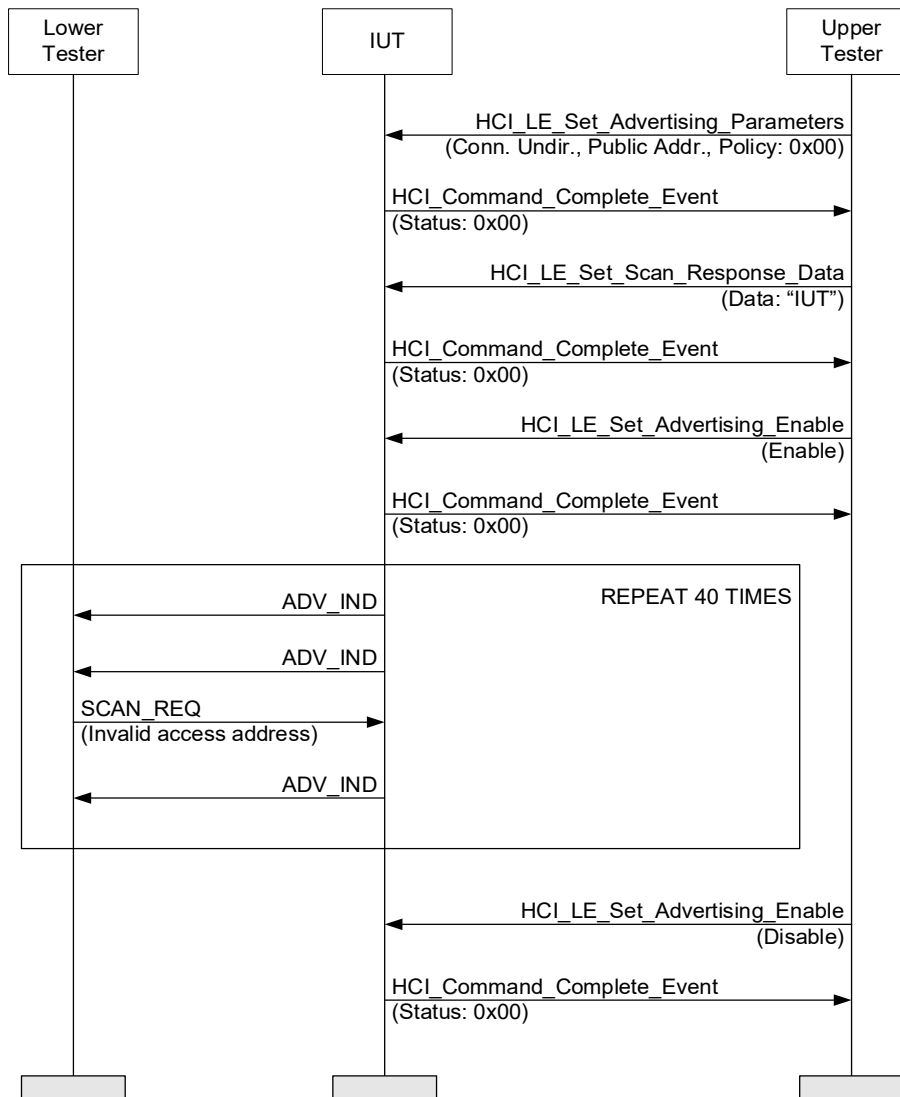 Lower
Tester
IUT
Upper
Tester
HCI_LE_Set_Advertising_Parameters
(Conn. Undir., Public Addr., Policy: 0x00)
HCI_Command_Complete_Event
(Status: 0x00)
HCI_LE_Set_Scan_Response_Data
(Data: “IUT”)
HCI_Command_Complete_Event
(Status: 0x00)
HCI_LE_Set_Advertising_Enable
(Enable)
HCI_Command_Complete_Event
(Status: 0x00)
REPEAT 40 TIMES
ADV_IND
ADV_IND
SCAN_REQ
(Invalid access address)
ADV_IND
HCI_LE_Set_Advertising_Enable
(Disable)
HCI_Command_Complete_Event
(Status: 0x00)